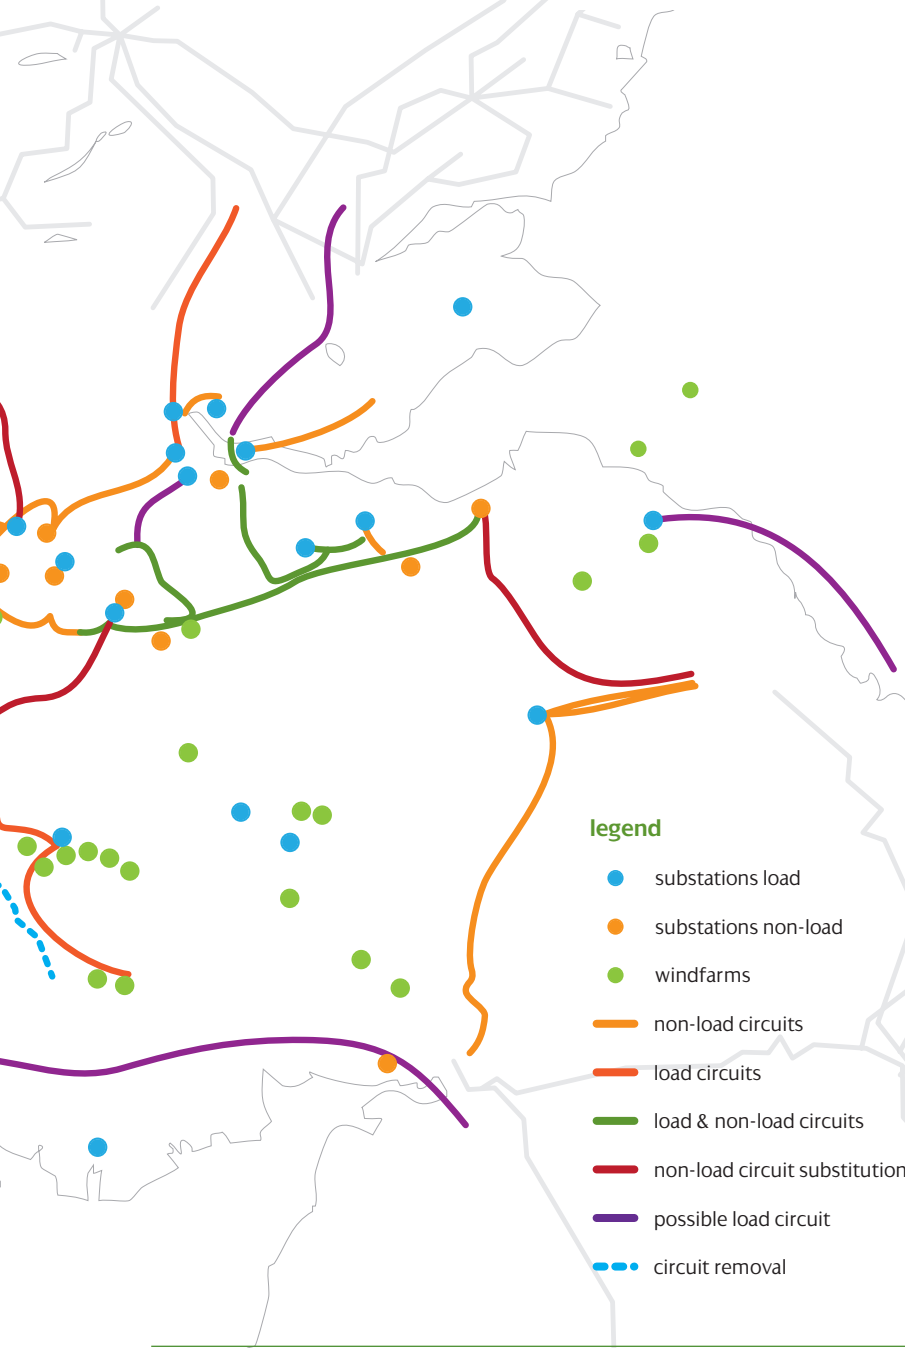 legend
substations load
substations non-load
windfarms
non-load circuits
load circuits
load & non-load circuits
non-load circuit substitution
possible load circuit
circuit removal